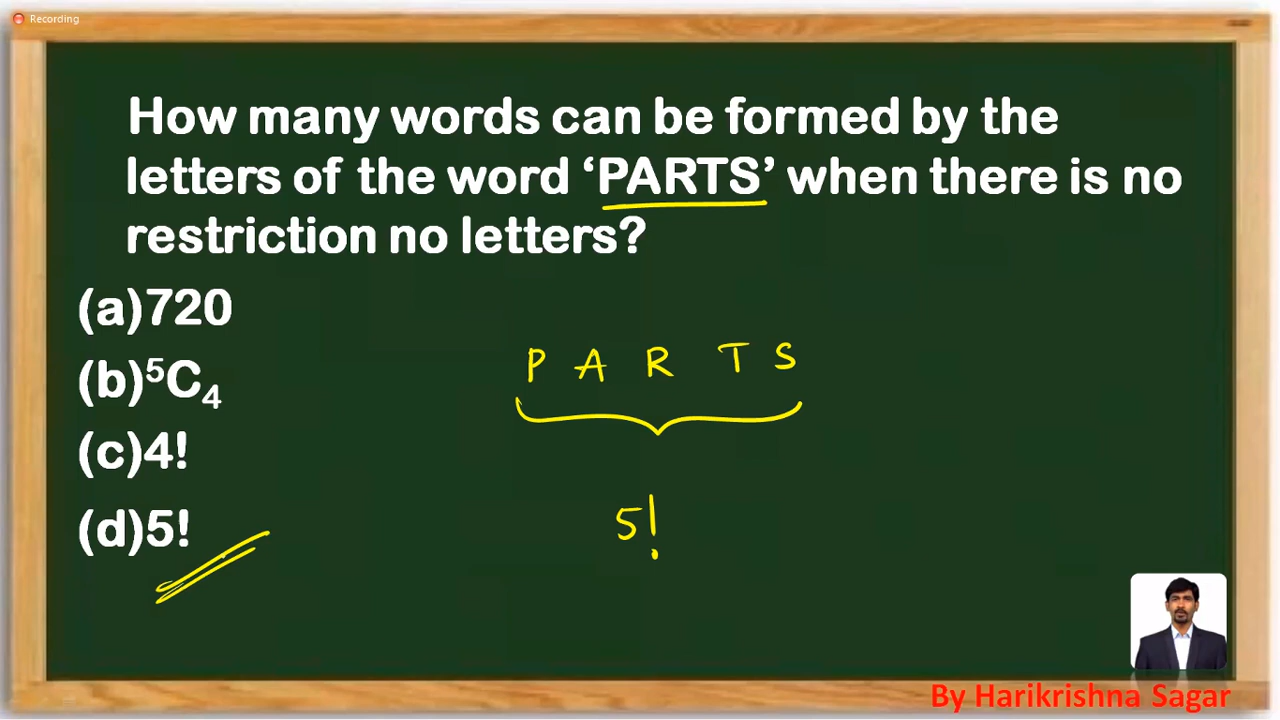 Recording
How many words can be formed by the
letters of the word ‘PARTS’ when there is no
restriction no letters?
(a)720
(b)⁵C₄
(c)4!
(d)5!
P A R T S
5!
By Harikrishna Sagar